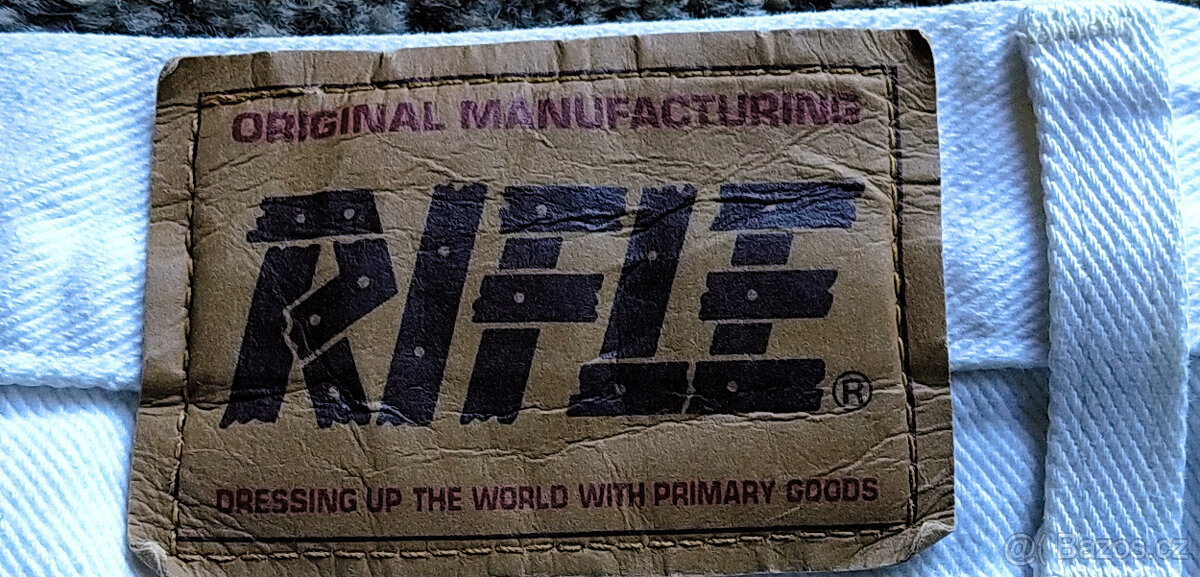 ORIGINAL MANUFACTURING
RIFLE®
DRESSING UP THE WORLD WITH PRIMARY GOODS
@ Bazos.cz